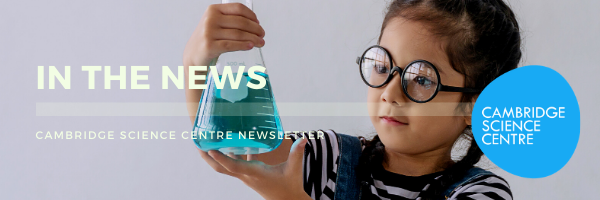 IN THE NEWS
CAMBRIDGE SCIENCE CENTRE NEWSLETTER
CAMBRIDGE
SCIENCE
CENTRE